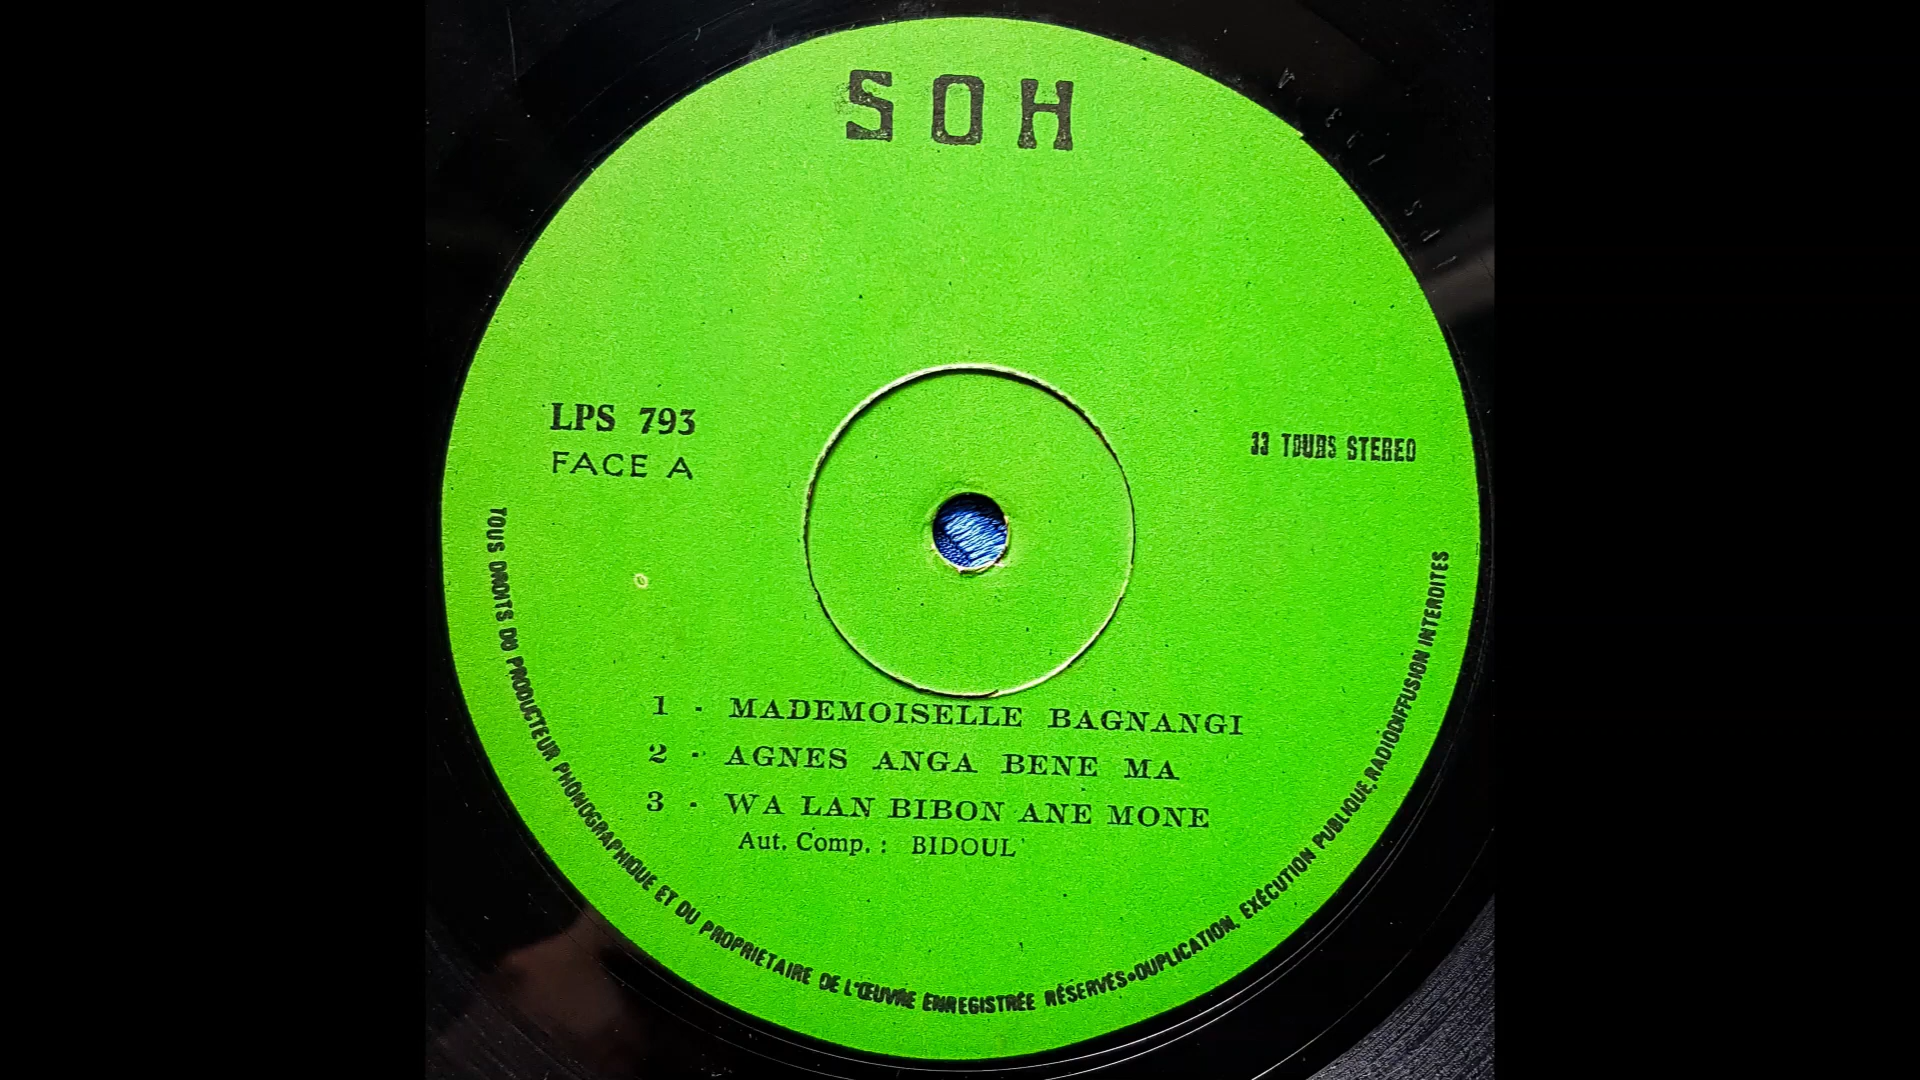 SOH
LPS 793
FACE A
33 TOURS STEREO
1 - MADEMOISELLE BAGNANGI
2 - AGNES ANGA BENE MA
3 - WA LAN BIBON ANE MONE
Aut. Comp. : BIDOUL
TOUS DROITS DU PRODUCTEUR PHONOGRAPHIQUE ET DU PROPRIETAIRE DE L'ŒUVRE ENREGISTRÉE RÉSERVÉS•DUPLICATION, EXÉCUTION PUBLIQUE, RADIODIFFUSION INTERDITES